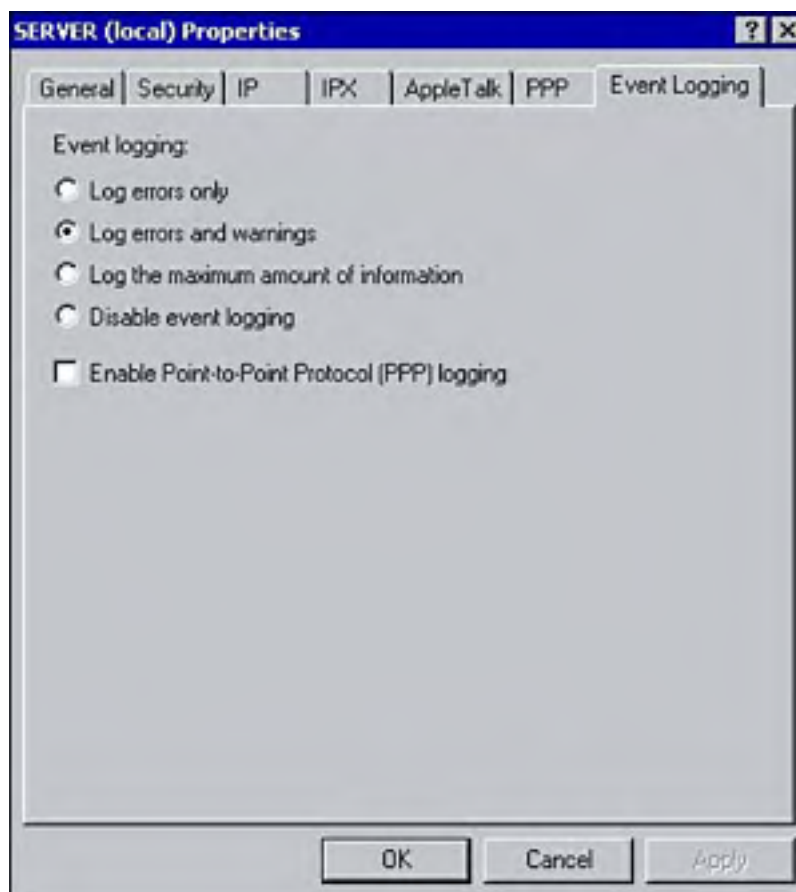 SERVER (local) Properties
General Security IP IPX AppleTalk PPP Event Logging
Event logging:
Log errors only
Log errors and warnings
Log the maximum amount of information
Disable event logging
Enable Point-to-Point Protocol (PPP) logging
OK Cancel Apply